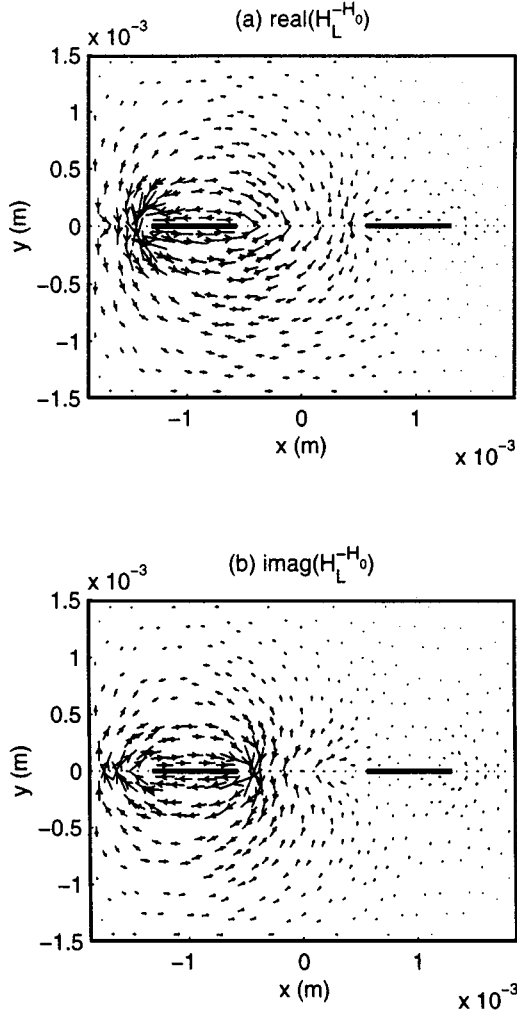 (a) real(H_L^{-H_0})
x 10^{-3}
1.5
1
0.5
0
−0.5
−1
−1.5
y (m)
−1 0 1
x (m)
x 10^{-3}
(b) imag(H_L^{-H_0})
x 10^{-3}
1.5
1
0.5
0
−0.5
−1
−1.5
y (m)
−1 0 1
x (m)
x 10^{-3}